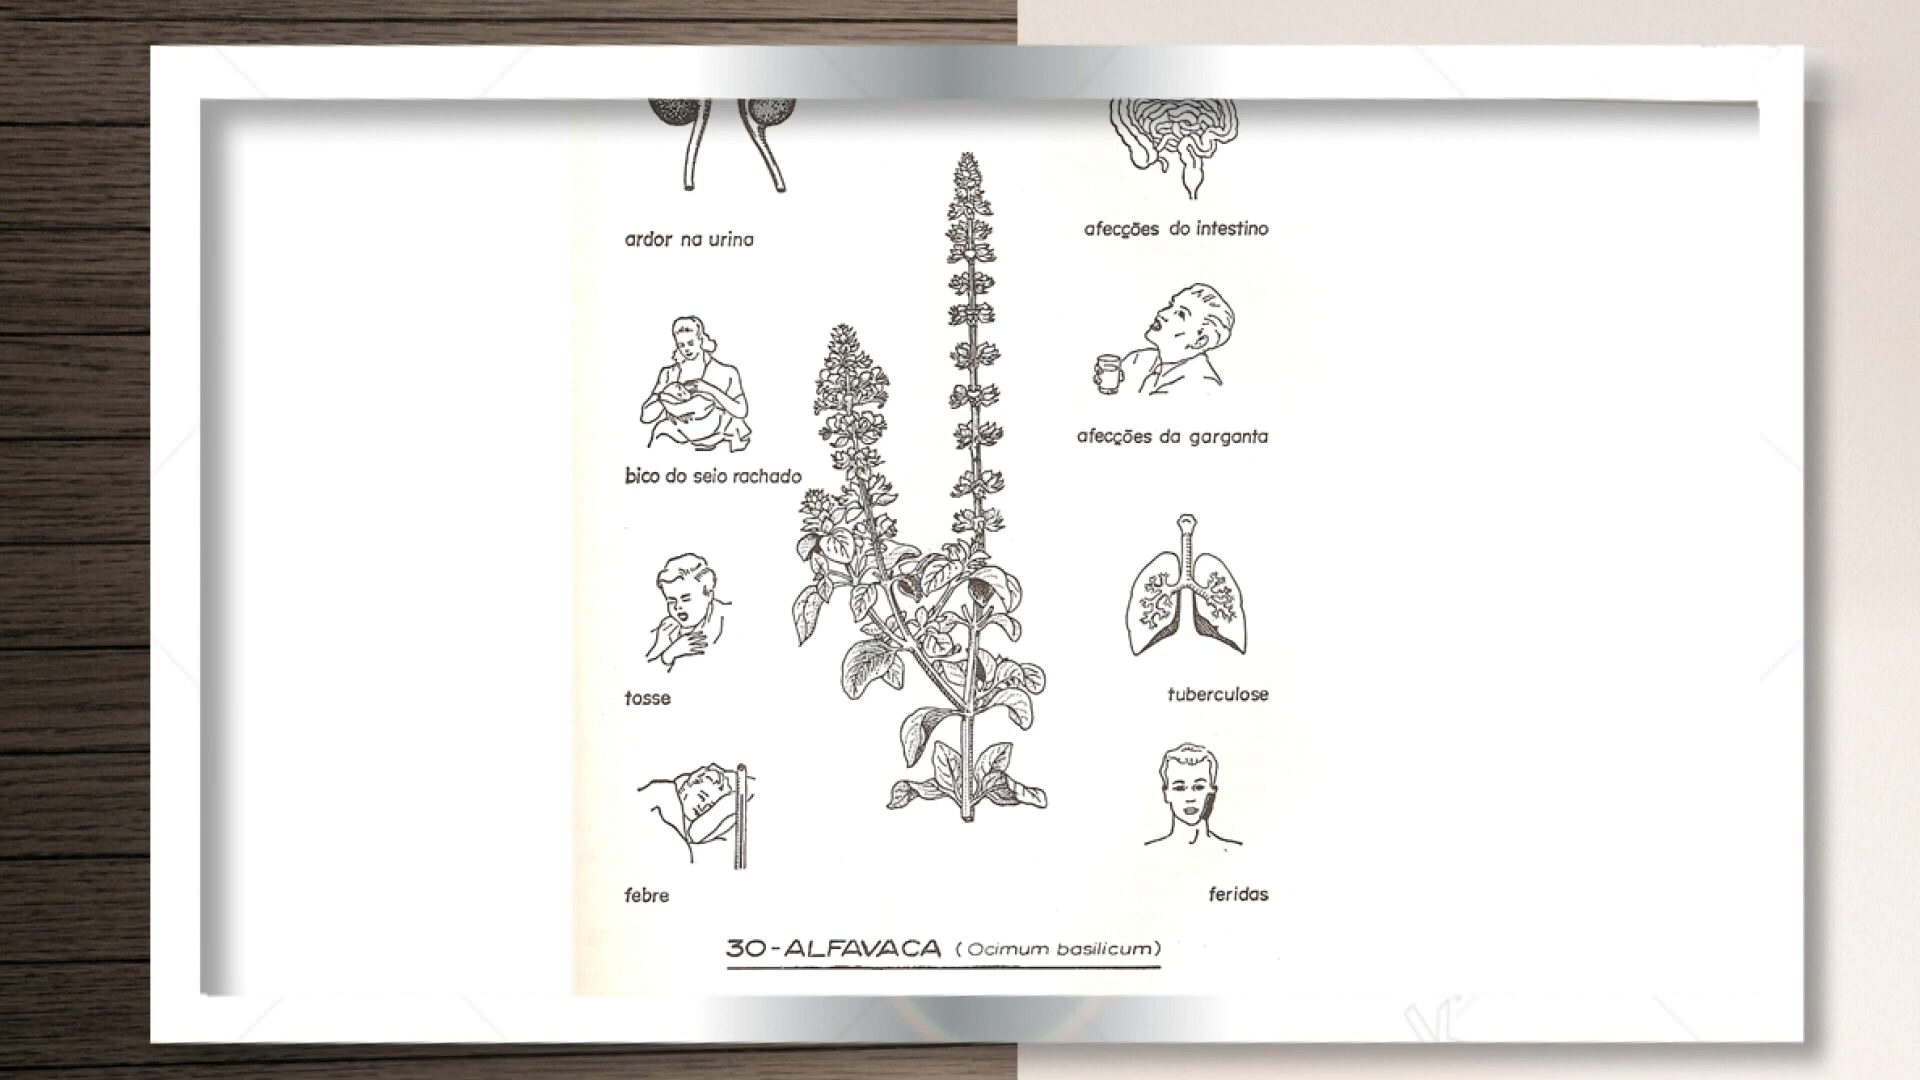 ardor na urina
afecções do intestino
bico do seio rachado
afecções da garganta
tosse
tuberculose
febre
feridas
30-ALFAVACA (Ocimum basilicum)